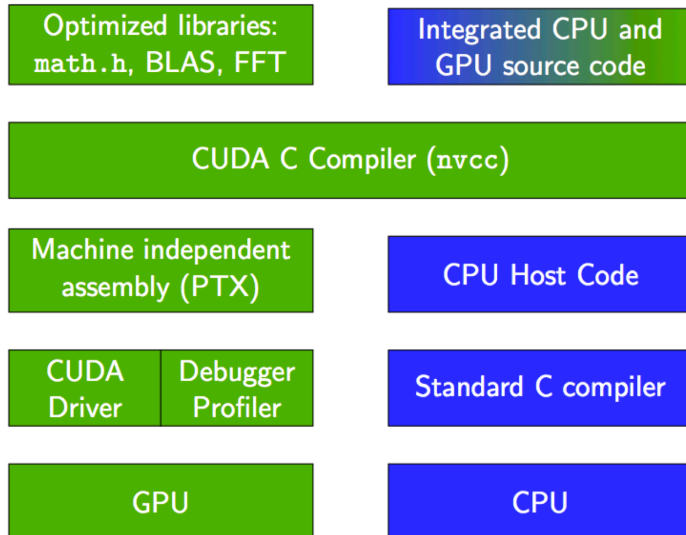 Optimized libraries:
math.h, BLAS, FFT
Integrated CPU and
GPU source code
CUDA C Compiler (nvcc)
Machine independent
assembly (PTX)
CPU Host Code
CUDA
Driver
Debugger
Profiler
Standard C compiler
GPU
CPU